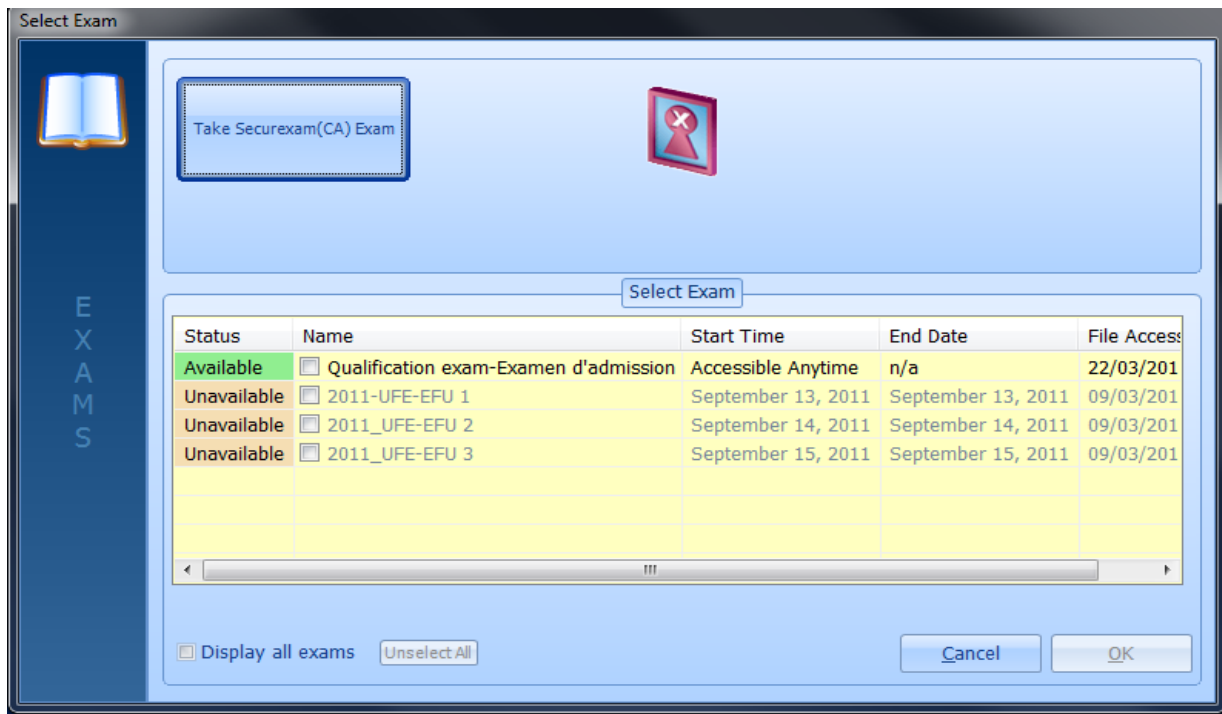 Select Exam
Take Securexam(CA) Exam
EXAMS
Select Exam
Status Name Start Time End Date File Access
Available Qualification exam-Examen d'admission Accessible Anytime n/a 22/03/201
Unavailable 2011-UFE-EFU 1 September 13, 2011 September 13, 2011 09/03/201
Unavailable 2011_UFE-EFU 2 September 14, 2011 September 14, 2011 09/03/201
Unavailable 2011_UFE-EFU 3 September 15, 2011 September 15, 2011 09/03/201
Display all exams Unselect All Cancel OK